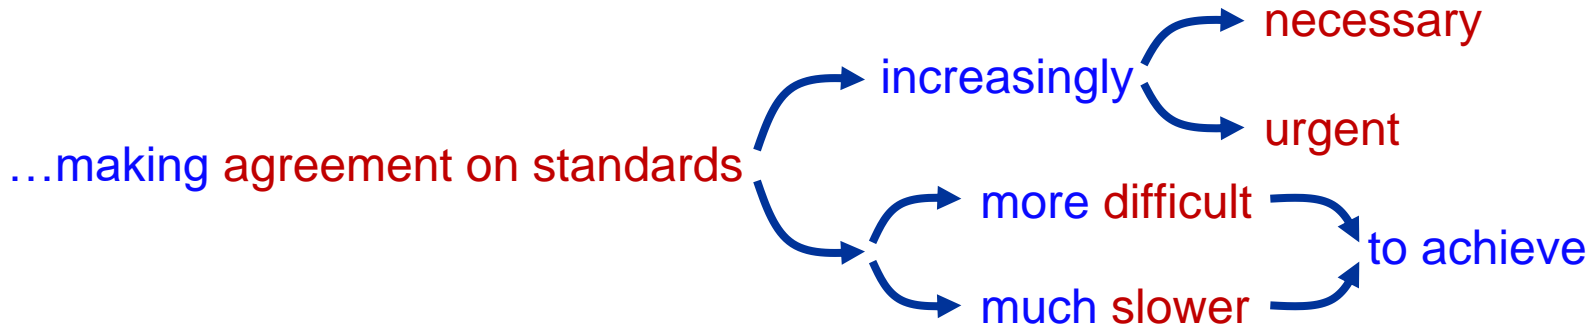 necessary
increasingly
urgent
…making agreement on standards
more difficult
to achieve
much slower